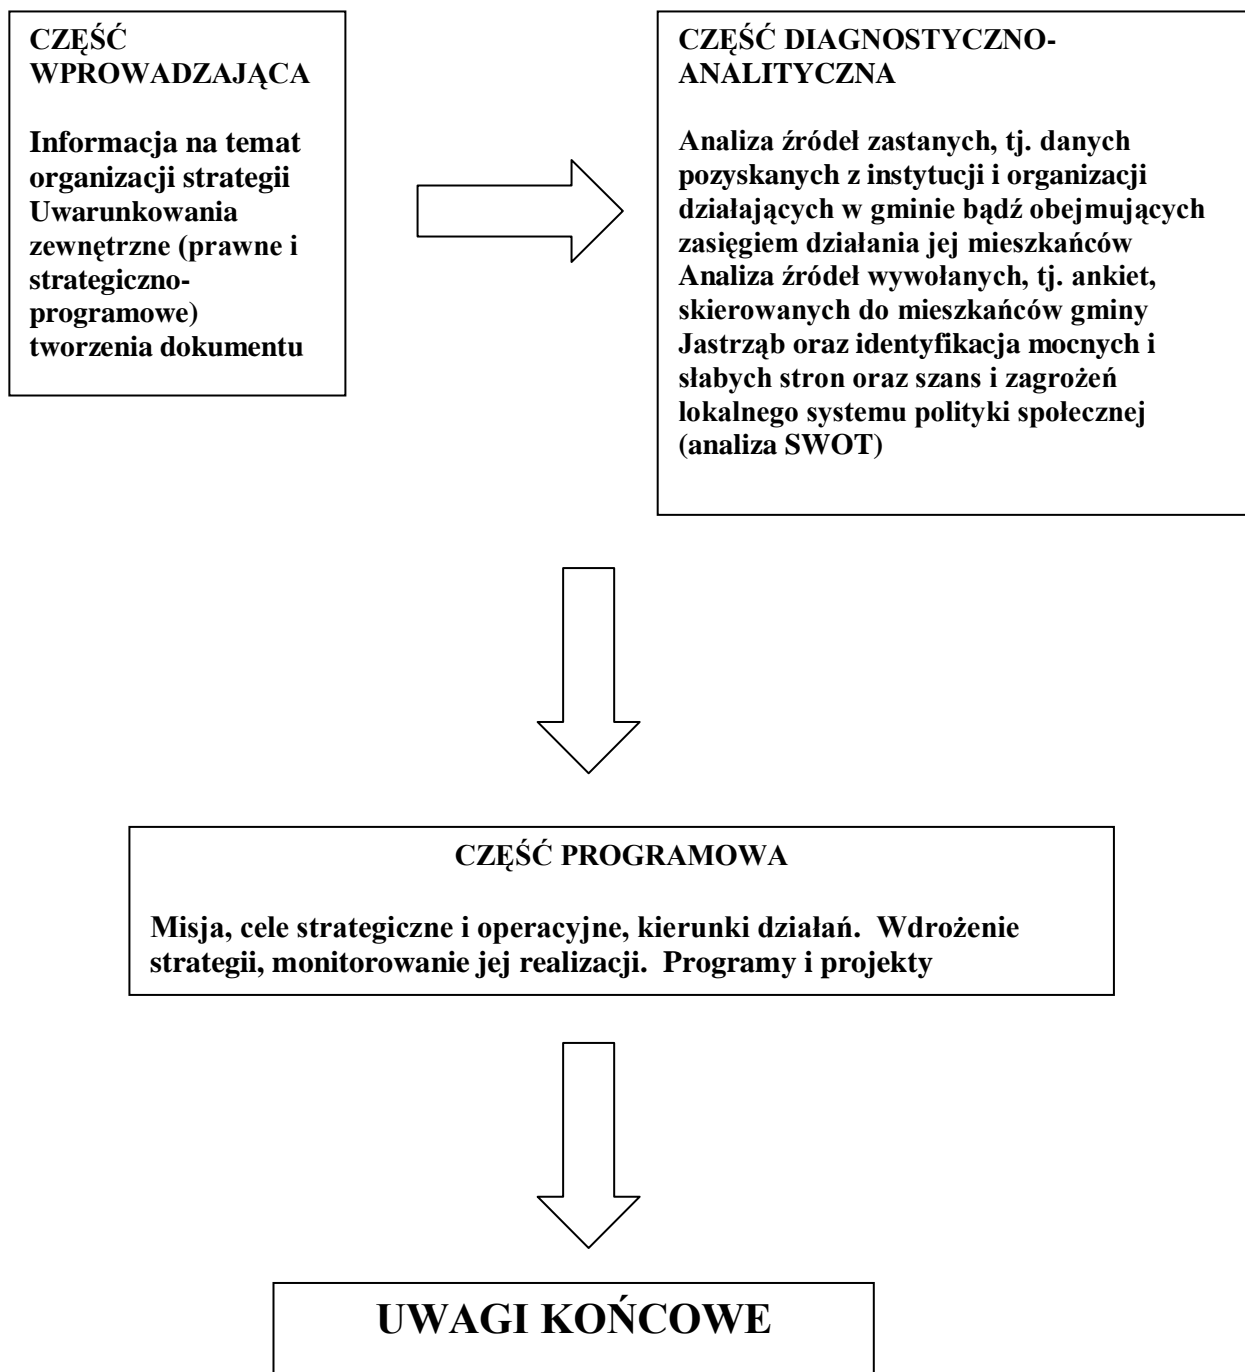 CZĘŚĆ
WPROWADZAJĄCA
Informacja na temat
organizacji strategii
Uwarunkowania
zewnętrzne (prawne i
strategiczno-
programowe)
tworzenia dokumentu
CZĘŚĆ DIAGNOSTYCZNO-
ANALITYCZNA
Analiza źródeł zastanych, tj. danych
pozyskanych z instytucji i organizacji
działających w gminie bądź obejmujących
zasięgiem działania jej mieszkańców
Analiza źródeł wywołanych, tj. ankiet,
skierowanych do mieszkańców gminy
Jastrząb oraz identyfikacja mocnych i
słabych stron oraz szans i zagrożeń
lokalnego systemu polityki społecznej
(analiza SWOT)
CZĘŚĆ PROGRAMOWA
Misja, cele strategiczne i operacyjne, kierunki działań.  Wdrożenie
strategii, monitorowanie jej realizacji.  Programy i projekty
UWAGI KOŃCOWE